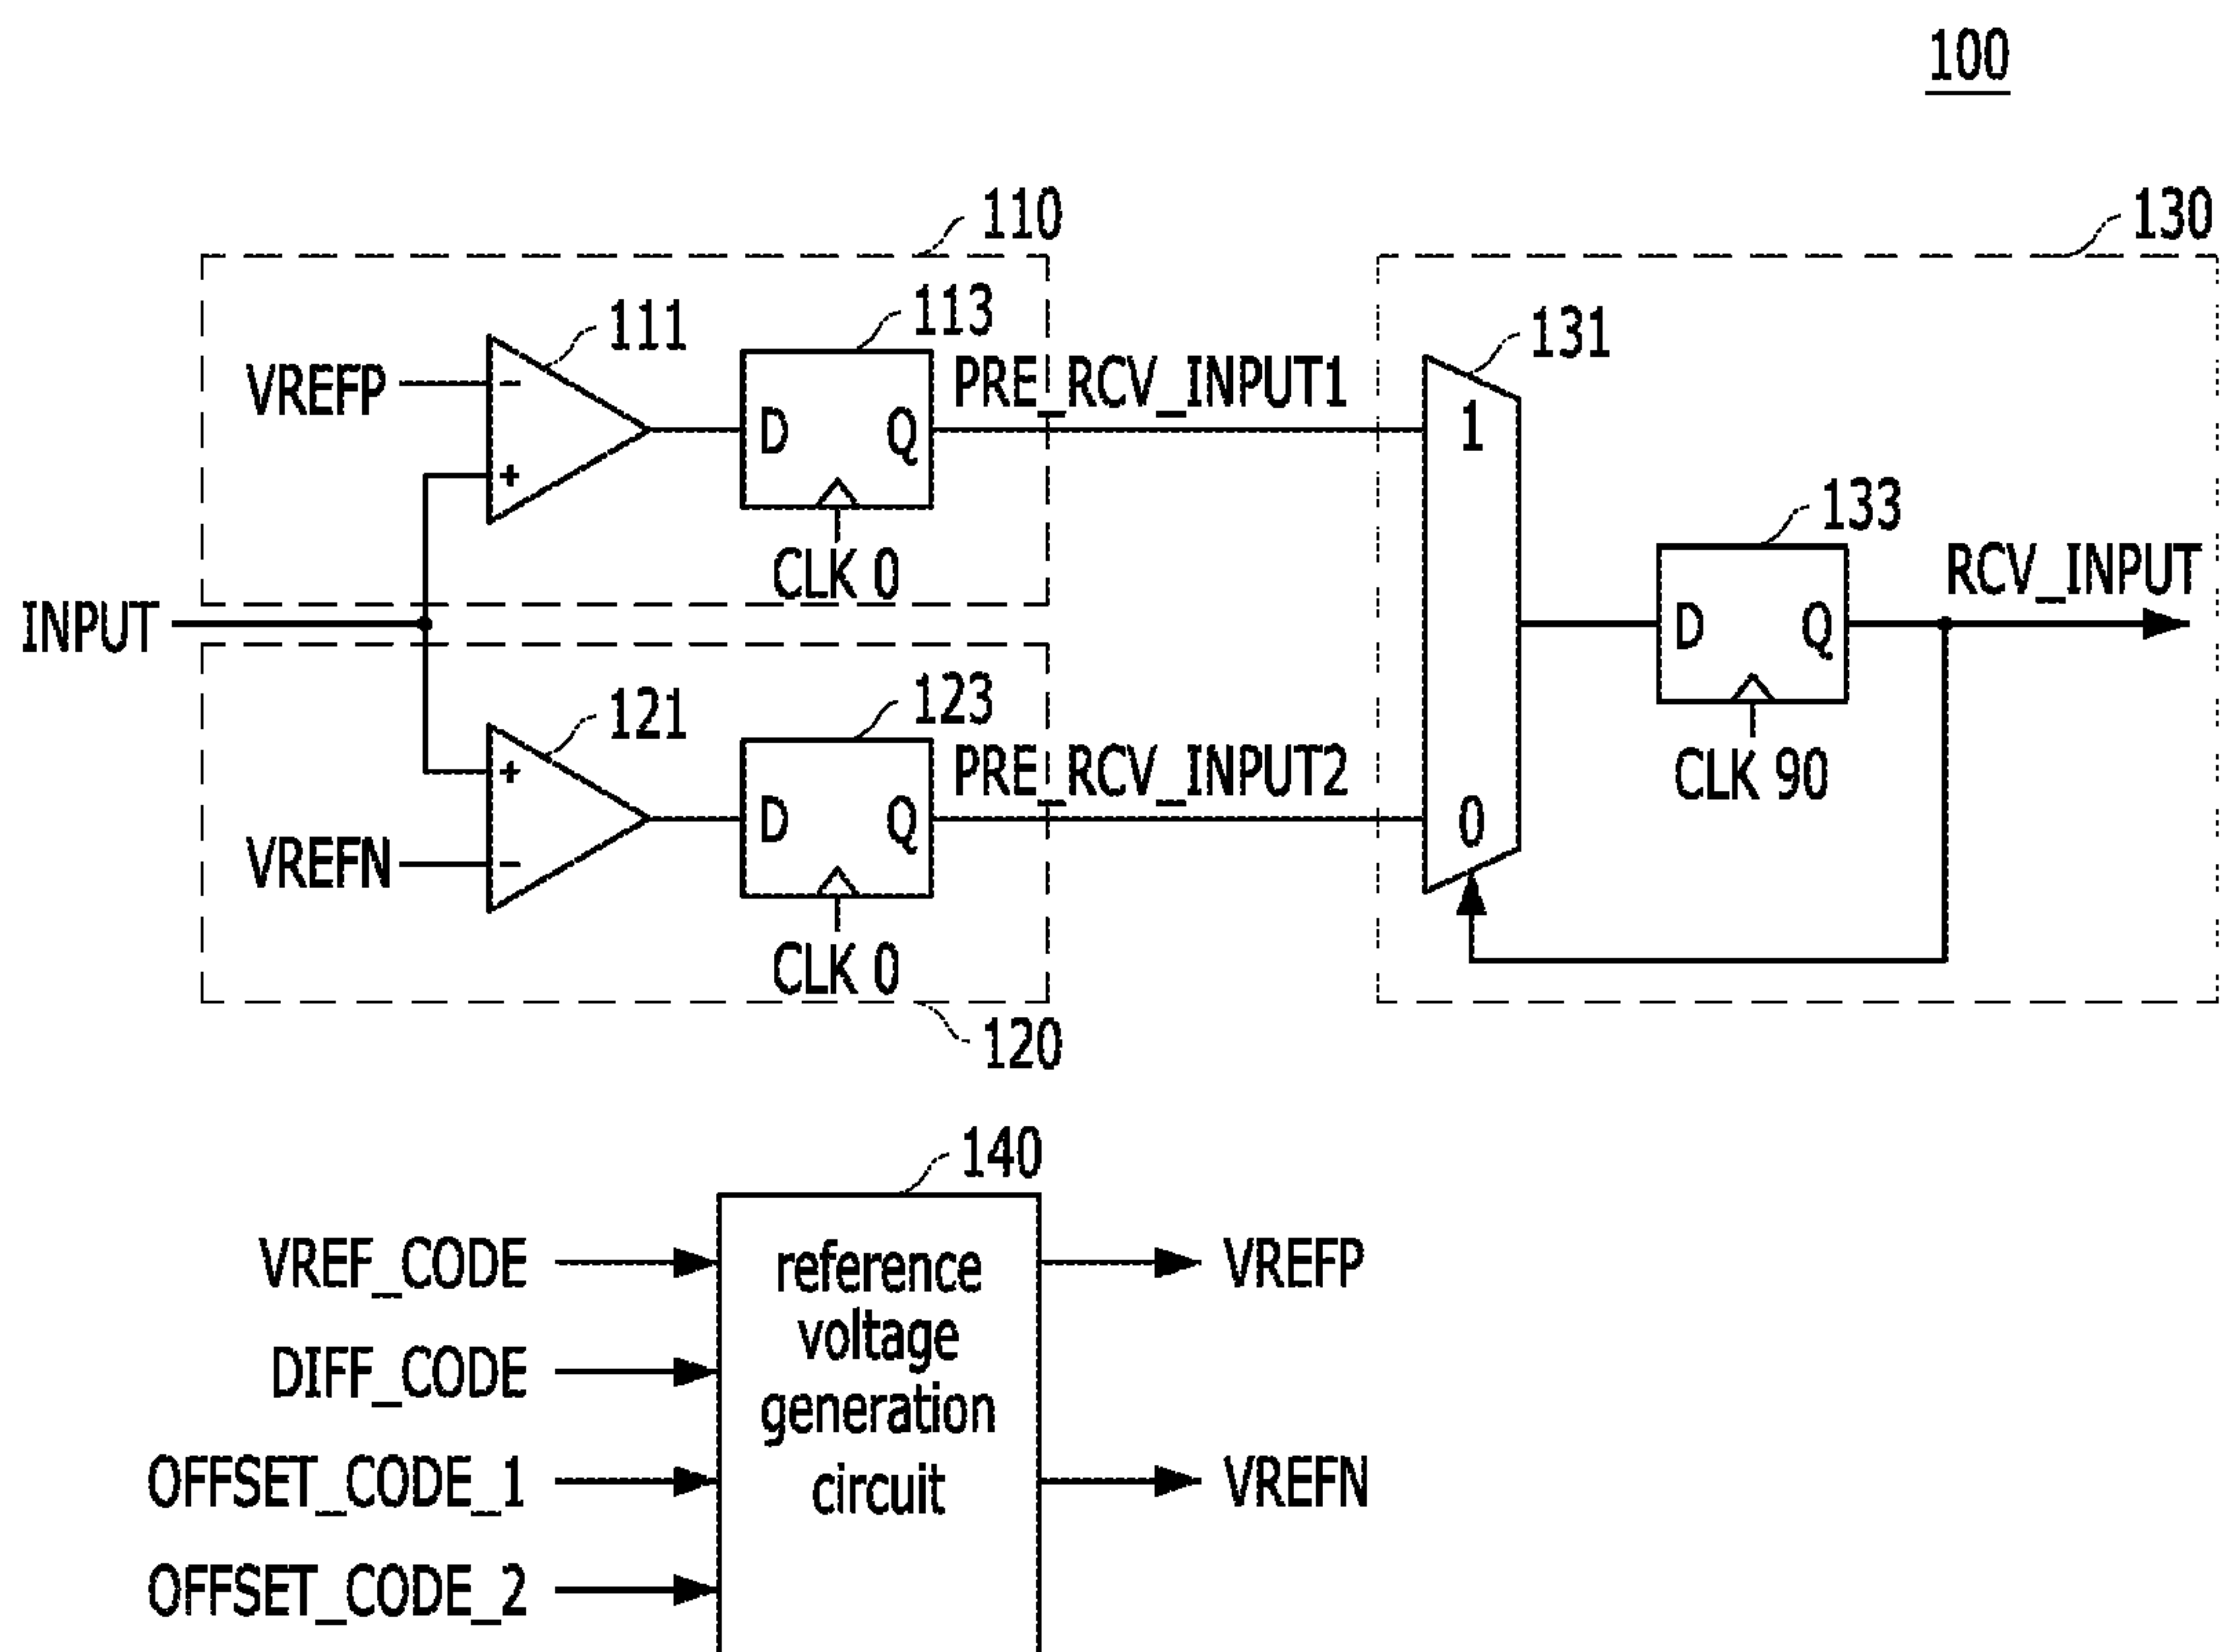 100
110
130
111
113
131
VREFP
-
+
D Q
PRE_RCV_INPUT1
1
CLK 0
133
RCV_INPUT
INPUT
D Q
CLK 90
121
123
+
-
VREFN
D Q
PRE_RCV_INPUT2
0
CLK 0
120
140
VREF_CODE
DIFF_CODE
OFFSET_CODE_1
OFFSET_CODE_2
reference
voltage
generation
circuit
VREFP
VREFN